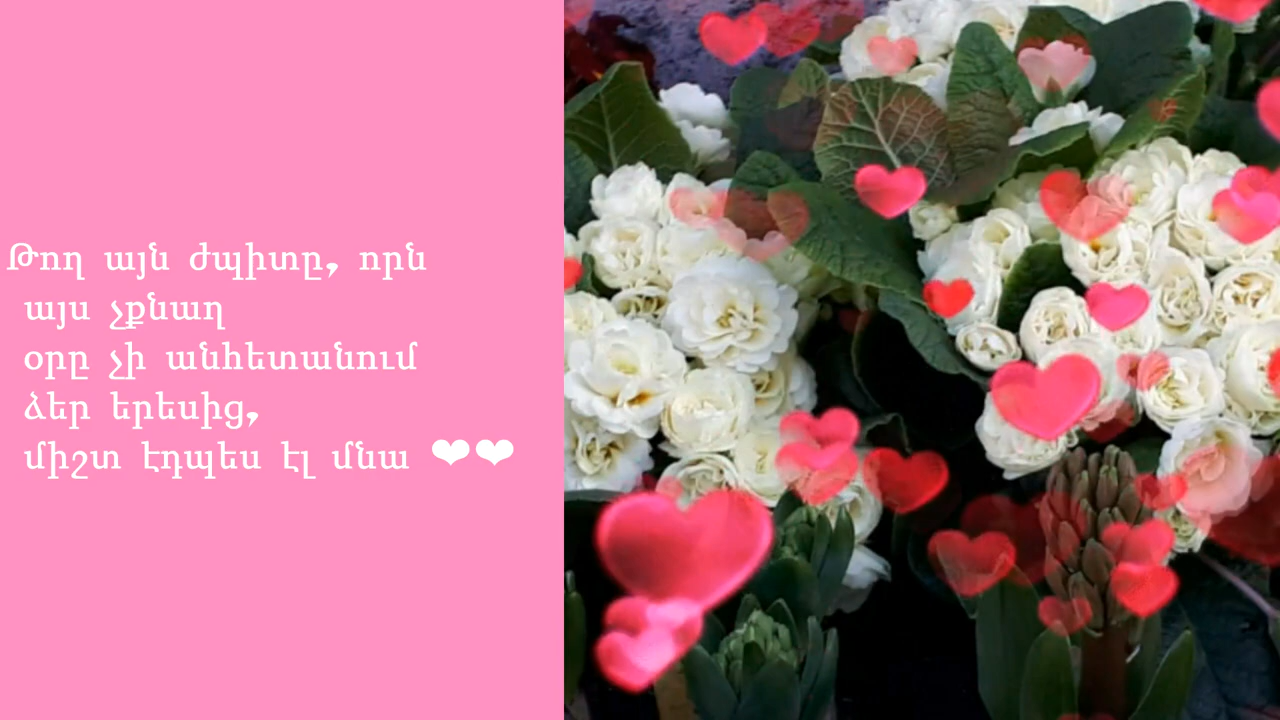 Թող այն ժպիտը, որն
այս չքնաղ
օրը չի անհետանում
ձեր երեսից,
միշտ էդպես էլ մնա ❤❤